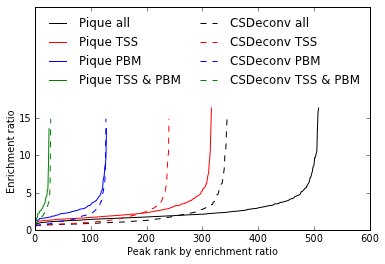 Pique all
Pique TSS
Pique PBM
Pique TSS & PBM
CSDeconv all
CSDeconv TSS
CSDeconv PBM
CSDeconv TSS & PBM
Enrichment ratio
15
10
5
0
0 100 200 300 400 500 600
Peak rank by enrichment ratio